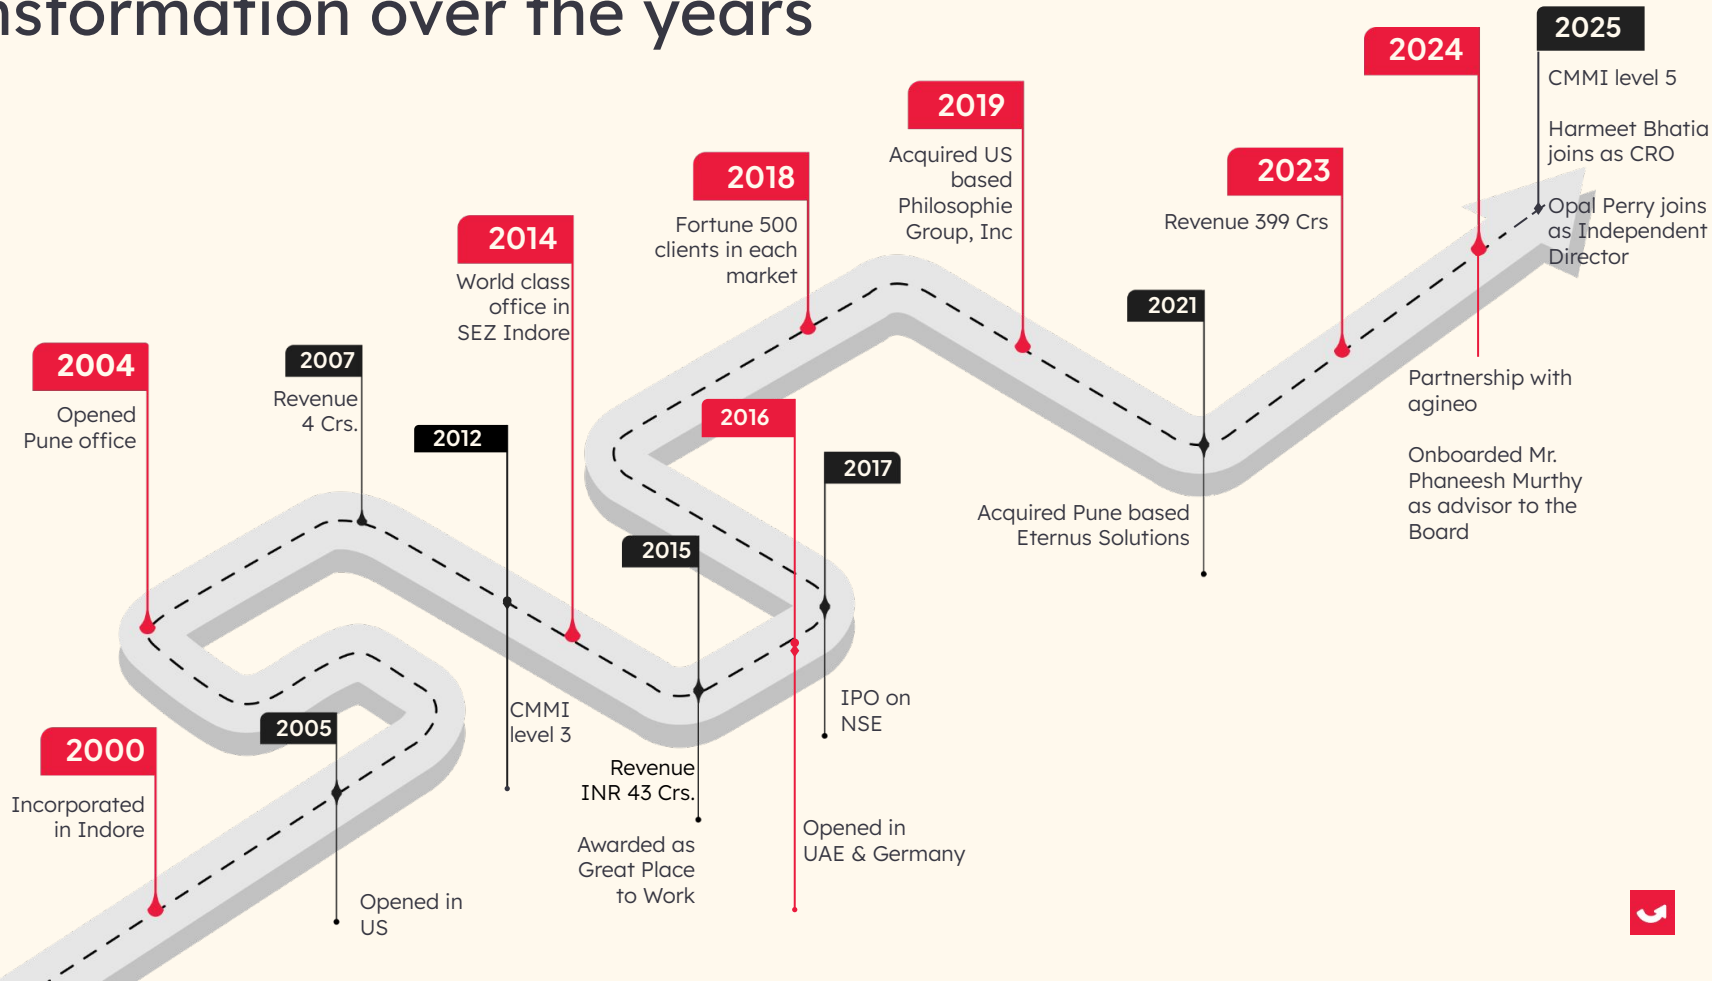 nsformation over the years
2000
Incorporated
in Indore
2005
Opened in
US
2004
Opened
Pune office
2007
Revenue
4 Crs.
2012
CMMI
level 3
2014
World class
office in
SEZ Indore
2015
Revenue
INR 43 Crs.
Awarded as
Great Place
to Work
2016
Opened in
UAE & Germany
2017
IPO on
NSE
2018
Fortune 500
clients in each
market
2019
Acquired US
based
Philosophie
Group, Inc
2021
Acquired Pune based
Eternus Solutions
2023
Revenue 399 Crs
2024
Partnership with
agineo
Onboarded Mr.
Phaneesh Murthy
as advisor to the
Board
2025
CMMI level 5
Harmeet Bhatia
joins as CRO
Opal Perry joins
as Independent
Director